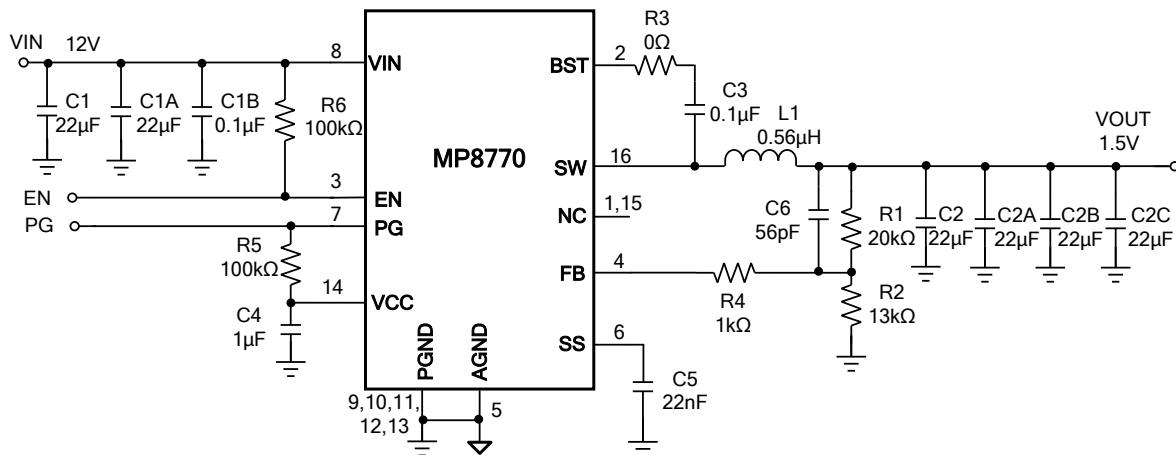 VIN
12V
8
VIN
C1
22µF
C1A
22µF
C1B
0.1µF
R6
100kΩ
EN
3
EN
PG
7
PG
R5
100kΩ
14
VCC
C4
1µF
MP8770
PGND
AGND
9,10,11,
12,13
5
BST
2
R3
0Ω
C3
0.1µF
SW
16
L1
0.56µH
VOUT
1.5V
NC
1,15
C6
56pF
R1
20kΩ
C2
22µF
C2A
22µF
C2B
22µF
C2C
22µF
FB
4
R4
1kΩ
R2
13kΩ
SS
6
C5
22nF